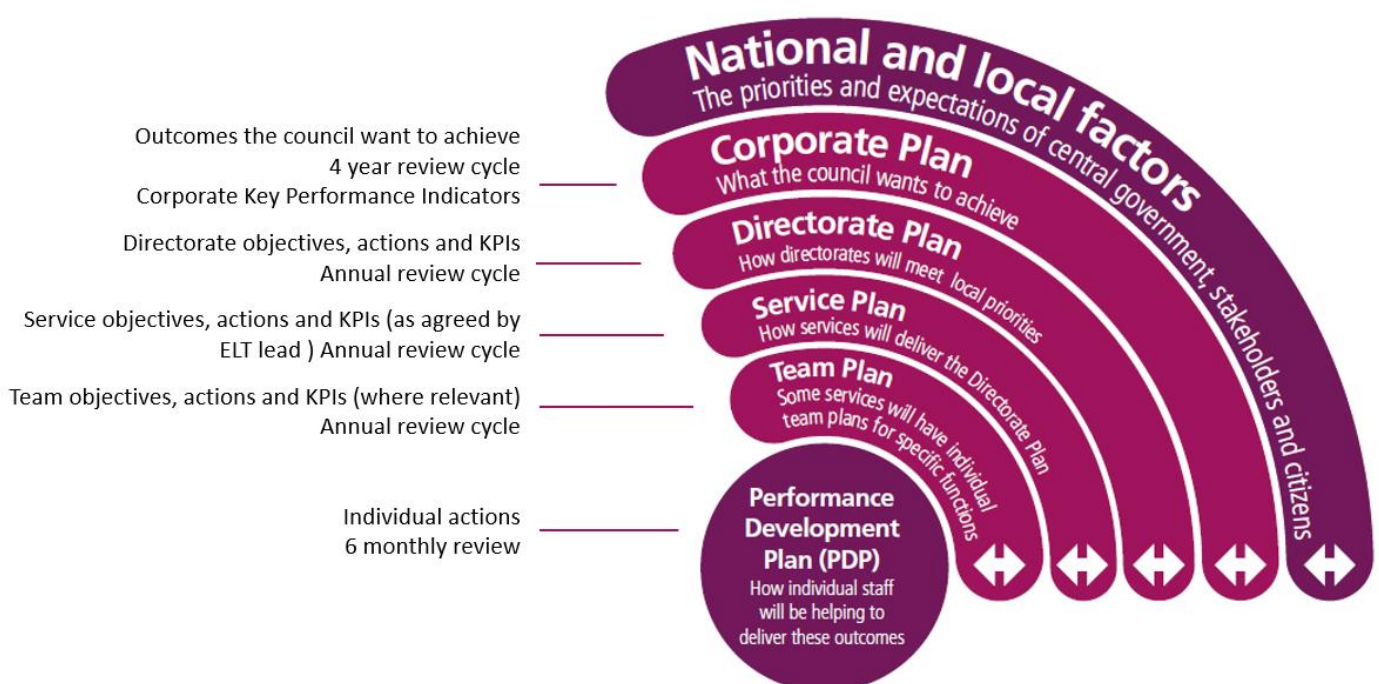 National and local factors
The priorities and expectations of central government, stakeholders and citizens
Outcomes the council want to achieve
4 year review cycle
Corporate Key Performance Indicators
Corporate Plan
What the council wants to achieve
Directorate objectives, actions and KPIs
Annual review cycle
Directorate Plan
How directorates will meet local priorities
Service objectives, actions and KPIs (as agreed by
ELT lead ) Annual review cycle
Service Plan
How services will deliver the Directorate Plan
Team objectives, actions and KPIs (where relevant)
Annual review cycle
Team Plan
Some services will have individual
team plans for specific functions
Individual actions
6 monthly review
Performance
Development
Plan (PDP)
How individual staff
will be helping to
deliver these outcomes